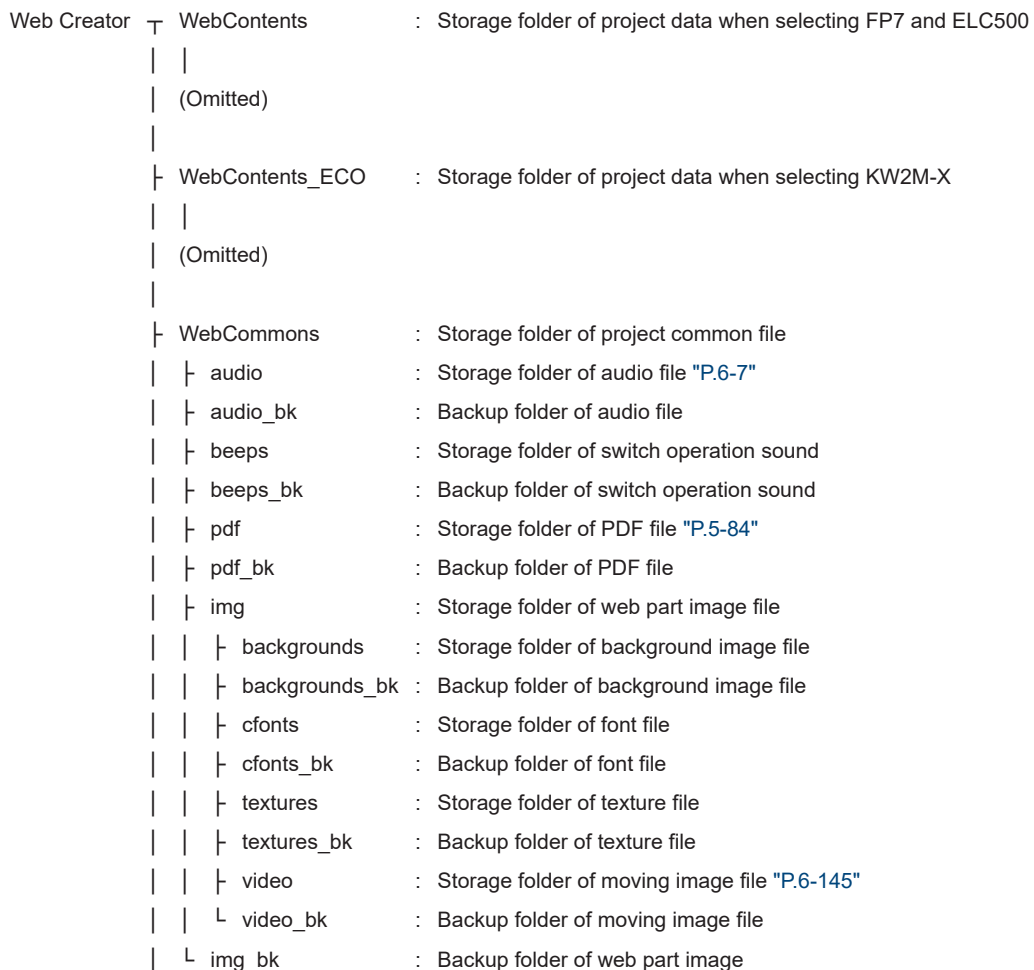 Web Creator ┬ WebContents : Storage folder of project data when selecting FP7 and ELC500
│ │
│ (Omitted)
│
├ WebContents_ECO : Storage folder of project data when selecting KW2M-X
│ │
│ (Omitted)
│
├ WebCommons : Storage folder of project common file
│ ├ audio : Storage folder of audio file "P.6-7"
│ ├ audio_bk : Backup folder of audio file
│ ├ beeps : Storage folder of switch operation sound
│ ├ beeps_bk : Backup folder of switch operation sound
│ ├ pdf : Storage folder of PDF file "P.5-84"
│ ├ pdf_bk : Backup folder of PDF file
│ ├ img : Storage folder of web part image file
│ │ ├ backgrounds : Storage folder of background image file
│ │ ├ backgrounds_bk : Backup folder of background image file
│ │ ├ cfonts : Storage folder of font file
│ │ ├ cfonts_bk : Backup folder of font file
│ │ ├ textures : Storage folder of texture file
│ │ ├ textures_bk : Backup folder of texture file
│ │ ├ video : Storage folder of moving image file "P.6-145"
│ │ └ video_bk : Backup folder of moving image file
│ └ img_bk : Backup folder of web part image